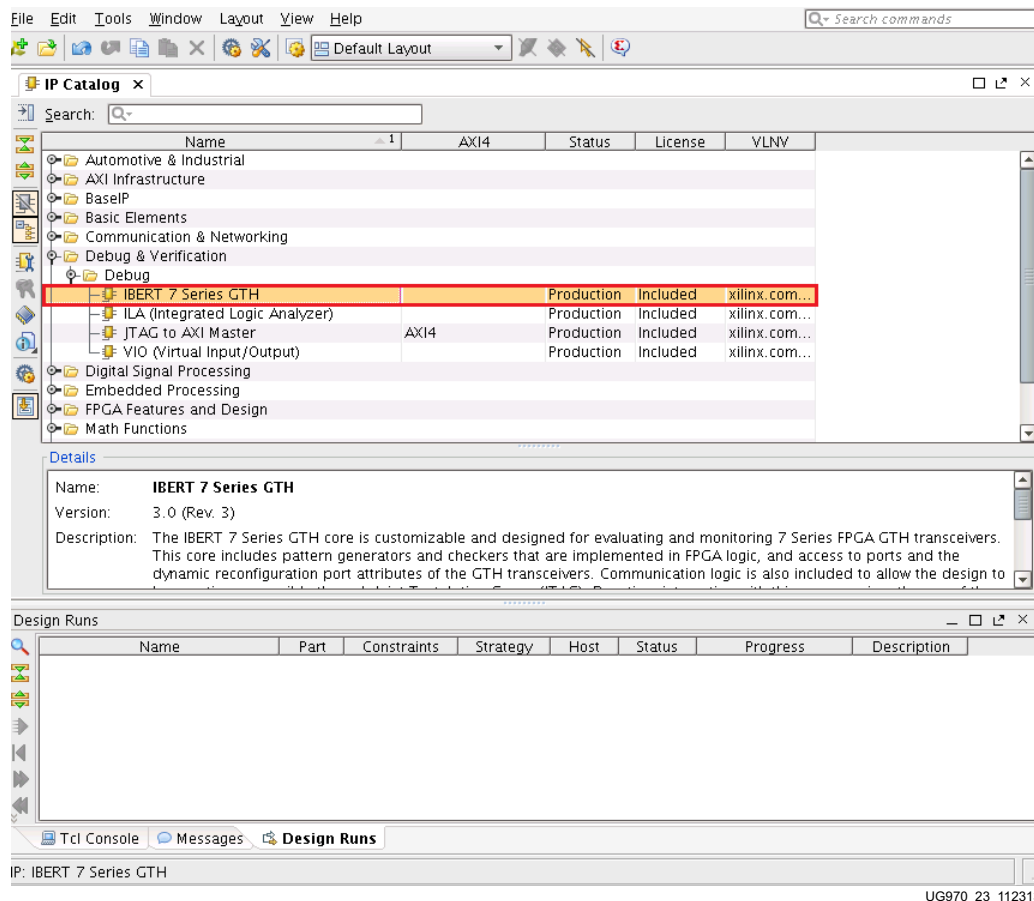 File Edit Tools Window Layout View Help Search commands
Default Layout
IP Catalog
Search:
Name 1 AXI4 Status License VLNV
Automotive & Industrial
AXI Infrastructure
BaseIP
Basic Elements
Communication & Networking
Debug & Verification
Debug
IBERT 7 Series GTH Production Included xilinx.com...
ILA (Integrated Logic Analyzer) Production Included xilinx.com...
JTAG to AXI Master AXI4 Production Included xilinx.com...
VIO (Virtual Input/Output) Production Included xilinx.com...
Digital Signal Processing
Embedded Processing
FPGA Features and Design
Math Functions
Details
Name: IBERT 7 Series GTH
Version: 3.0 (Rev. 3)
Description: The IBERT 7 Series GTH core is customizable and designed for evaluating and monitoring 7 Series FPGA GTH transceivers.
This core includes pattern generators and checkers that are implemented in FPGA logic, and access to ports and the
dynamic reconfiguration port attributes of the GTH transceivers. Communication logic is also included to allow the design to
Design Runs
Name Part Constraints Strategy Host Status Progress Description
Tcl Console Messages Design Runs
IP: IBERT 7 Series GTH
UG970_23_11231